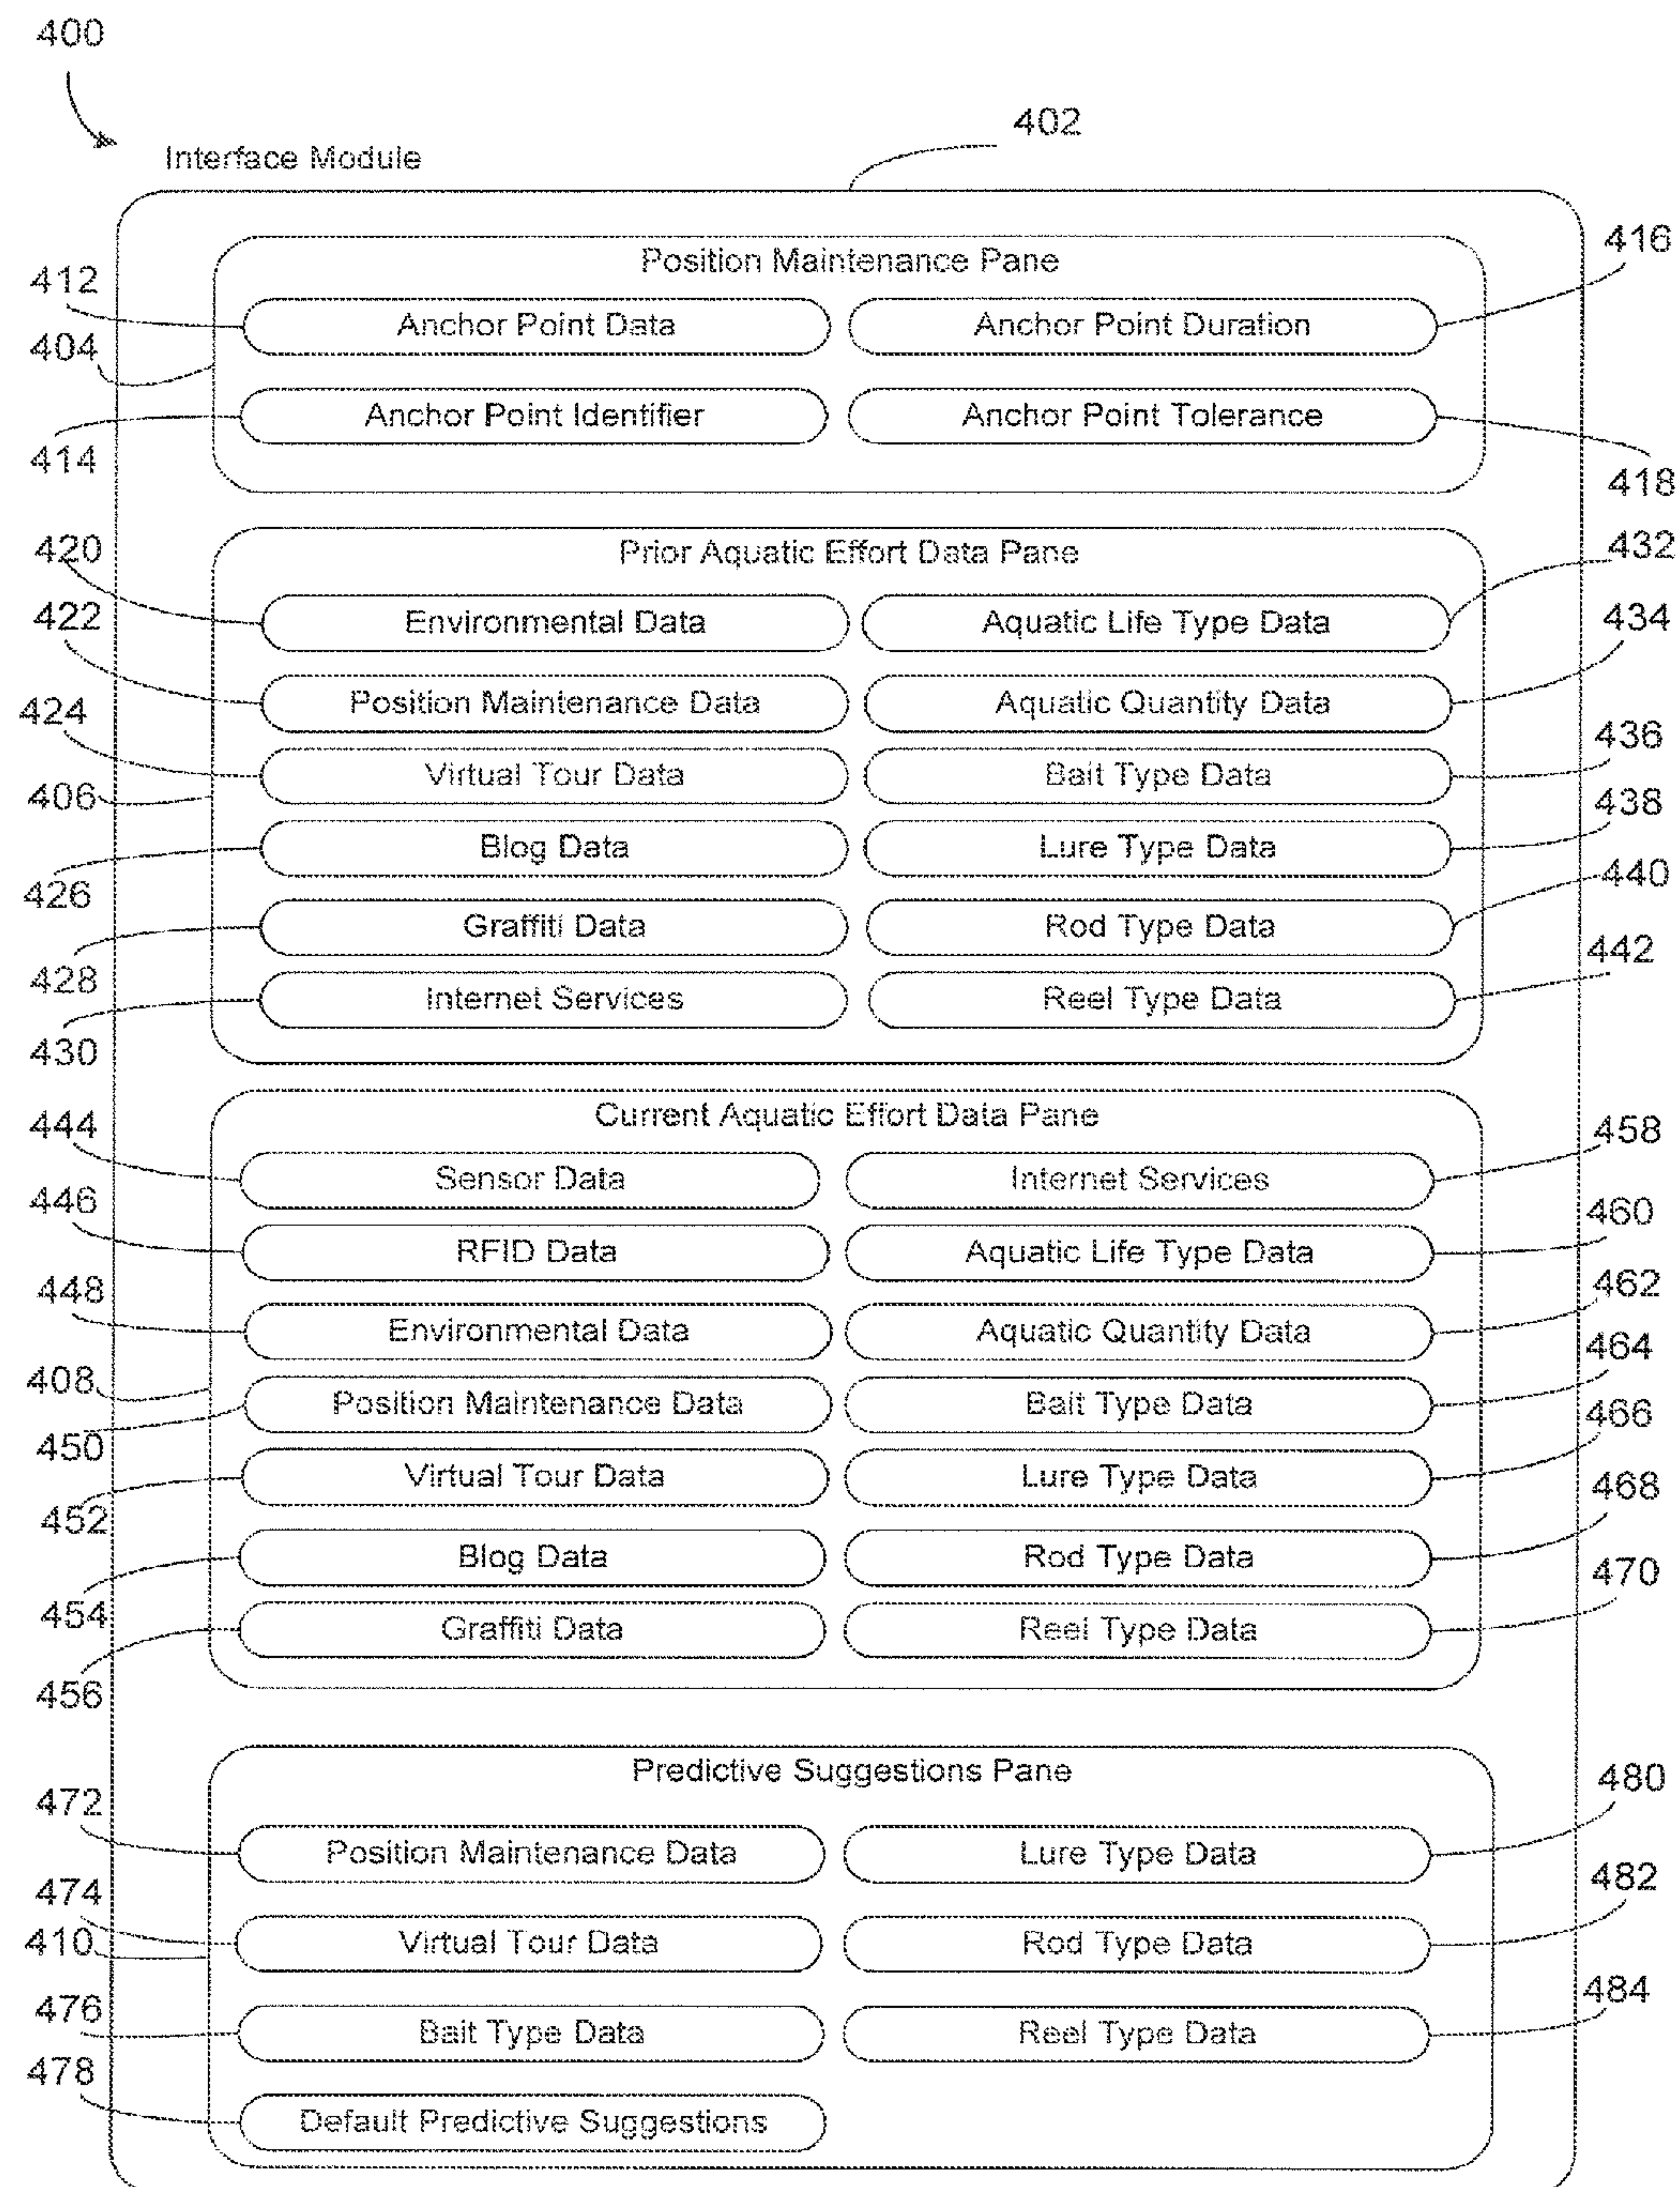 400
402
Interface Module
Position Maintenance Pane
416
412
Anchor Point Data
Anchor Point Duration
404
Anchor Point Identifier
Anchor Point Tolerance
414
418
420
Prior Aquatic Effort Data Pane
432
Environmental Data
Aquatic Life Type Data
422
434
Position Maintenance Data
Aquatic Quantity Data
424
436
Virtual Tour Data
Bait Type Data
406
438
Blog Data
Lure Type Data
426
440
Graffiti Data
Rod Type Data
428
442
Internet Services
Reel Type Data
430
444
Current Aquatic Effort Data Pane
458
Sensor Data
Internet Services
446
460
RFID Data
Aquatic Life Type Data
448
462
Environmental Data
Aquatic Quantity Data
464
408
Position Maintenance Data
Bait Type Data
466
450
Virtual Tour Data
Lure Type Data
468
452
Blog Data
Rod Type Data
470
454
Graffiti Data
Reel Type Data
456
Predictive Suggestions Pane
480
472
Position Maintenance Data
Lure Type Data
474
482
410
Virtual Tour Data
Rod Type Data
476
484
Bait Type Data
Reel Type Data
478
Default Predictive Suggestions